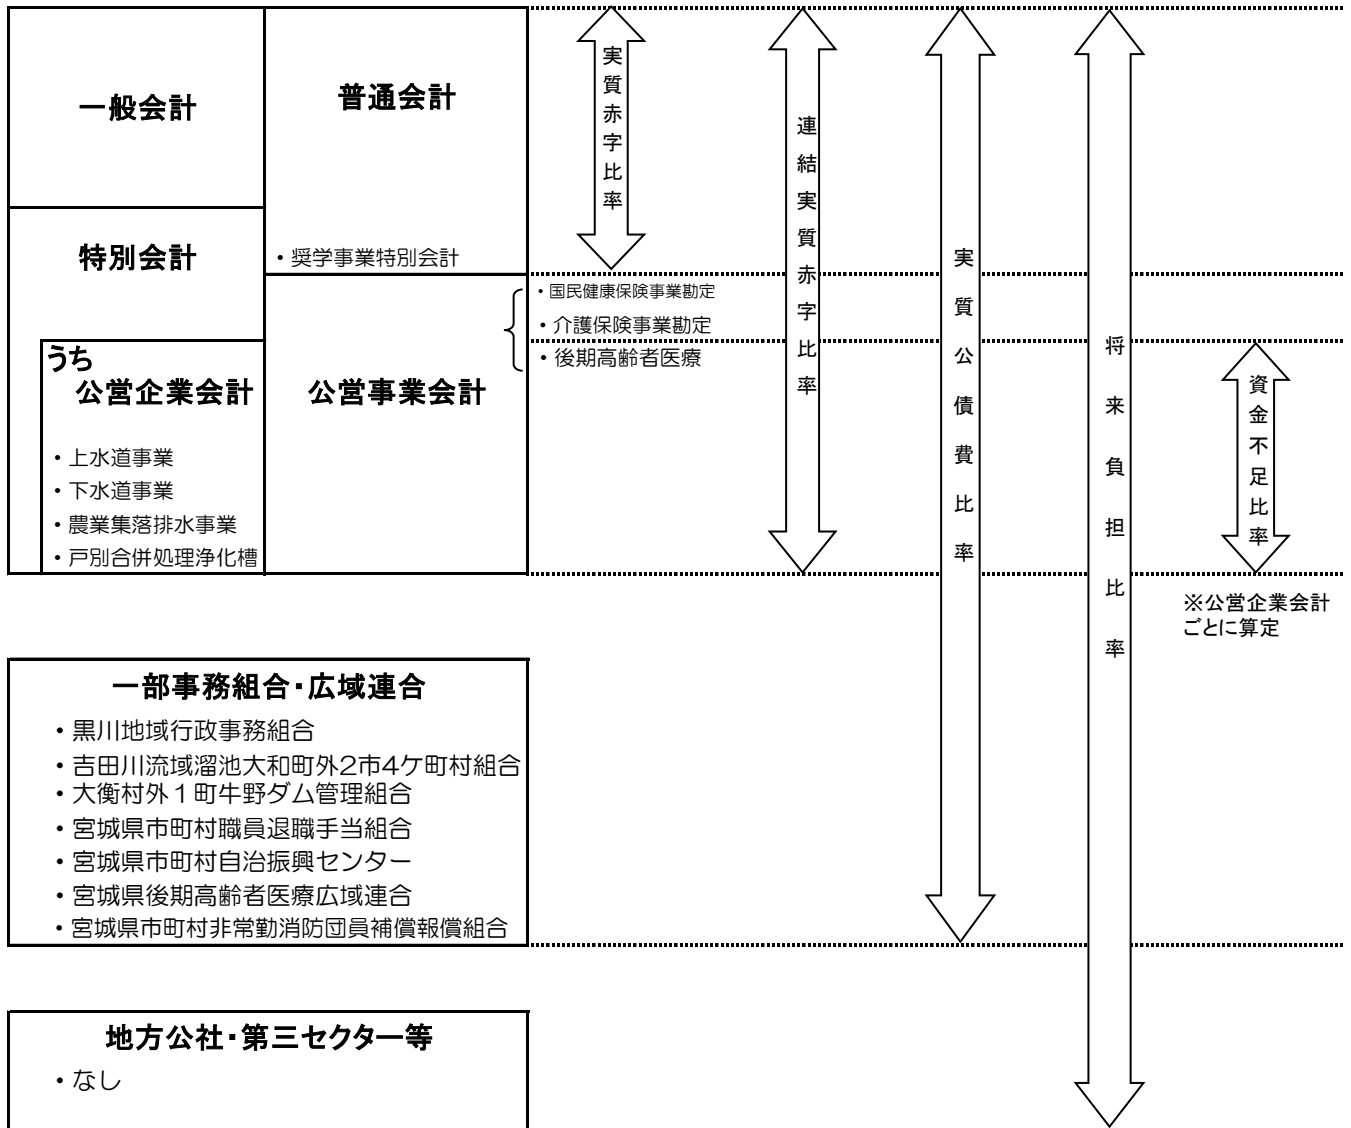 一般会計
普通会計
特別会計
・奨学事業特別会計
・国民健康保険事業勘定
・介護保険事業勘定
・後期高齢者医療
うち
公営企業会計
公営事業会計
・上水道事業
・下水道事業
・農業集落排水事業
・戸別合併処理浄化槽
実質赤字比率
連結実質赤字比率
実質公債費比率
将来負担比率
資金不足比率
※公営企業会計
ごとに算定
一部事務組合・広域連合
・黒川地域行政事務組合
・吉田川流域溜池大和町外2市4ケ町村組合
・大衡村外１町牛野ダム管理組合
・宮城県市町村職員退職手当組合
・宮城県市町村自治振興センター
・宮城県後期高齢者医療広域連合
・宮城県市町村非常勤消防団員補償報償組合
地方公社・第三セクター等
・なし